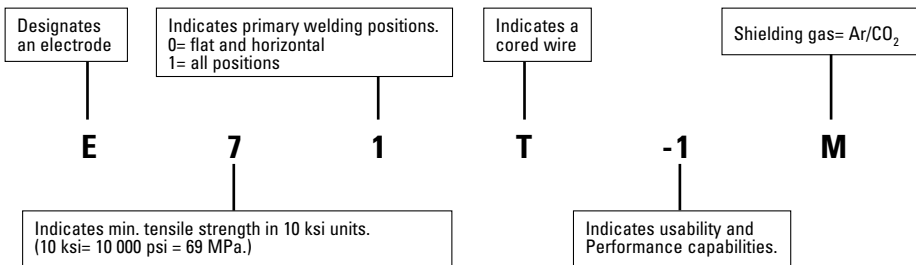 Designates
an electrode
Indicates primary welding positions.
0= flat and horizontal
1= all positions
Indicates a
cored wire
Shielding gas= Ar/CO₂
E 7 1 T -1 M
Indicates min. tensile strength in 10 ksi units.
(10 ksi= 10 000 psi = 69 MPa.)
Indicates usability and
Performance capabilities.